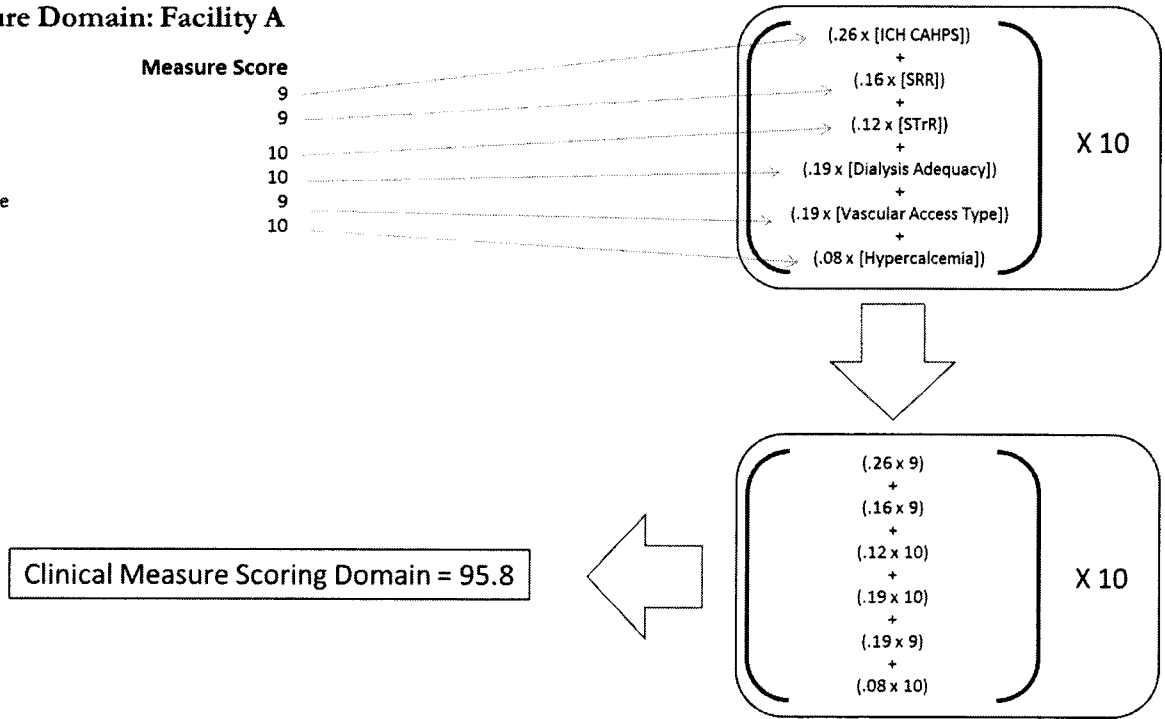 re Domain: Facility A
Measure Score
9
9
10
10
e 9
10
(.26 x [ICH CAHPS])
+
(.16 x [SRR])
+
(.12 x [STrR])
+
(.19 x [Dialysis Adequacy])
+
(.19 x [Vascular Access Type])
+
(.08 x [Hypercalcemia])
X 10
(.26 x 9)
+
(.16 x 9)
+
(.12 x 10)
+
(.19 x 10)
+
(.19 x 9)
+
(.08 x 10)
X 10
Clinical Measure Scoring Domain = 95.8